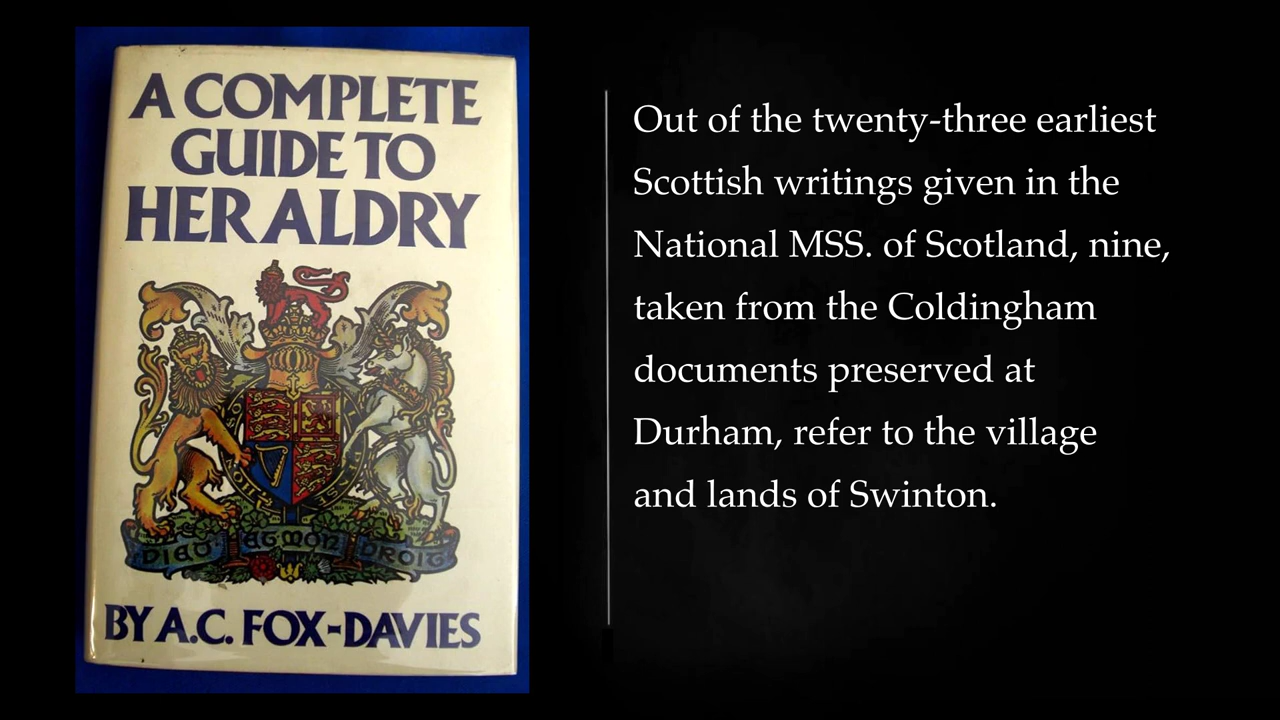 A COMPLETE
GUIDE TO
HERALDRY
DIEU ET MON DROIT
BY A.C. FOX-DAVIES
Out of the twenty-three earliest
Scottish writings given in the
National MSS. of Scotland, nine,
taken from the Coldingham
documents preserved at
Durham, refer to the village
and lands of Swinton.